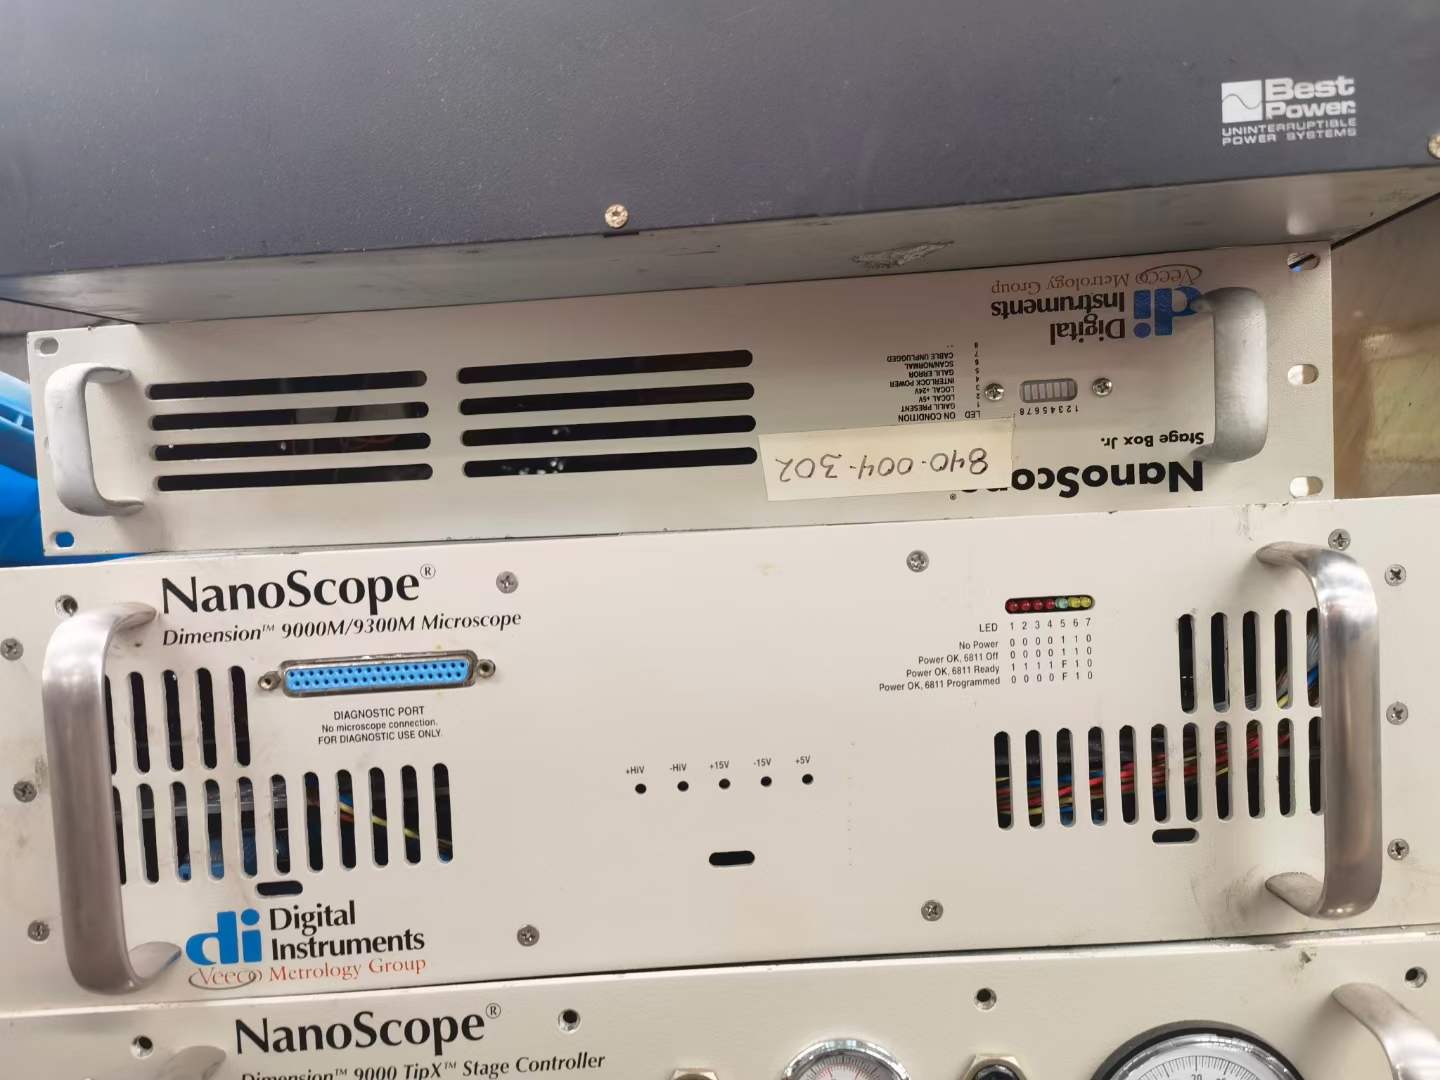 Best
Power
UNINTERRUPTIBLE
POWER SYSTEMS
NanoSco
Stage Box Jr.
840-004-302
1 2 3 4 5 6 7 8
LED ON CONDITION
1 GALIL PRESENT
2 LOCAL +5V
3 LOCAL +24V
4 INTERLOCK POWER
5 GALIL ERROR
6 SCAN/NORMAL
7 CABLE UNPLUGGED
8
di Digital
Instruments
Veeco Metrology Group
NanoScope®
Dimension™ 9000M/9300M Microscope
DIAGNOSTIC PORT
No microscope connection.
FOR DIAGNOSTIC USE ONLY.
+HiV -HiV +15V -15V +5V
LED 1 2 3 4 5 6 7
No Power 0 0 0 0 1 1 0
Power OK, 6811 Off 0 0 0 0 1 1 0
Power OK, 6811 Ready 1 1 1 1 F 1 0
Power OK, 6811 Programmed 0 0 0 0 F 1 0
di Digital
Instruments
Veeco Metrology Group
NanoScope®
Dimension™ 9000 TipX™ Stage Controller